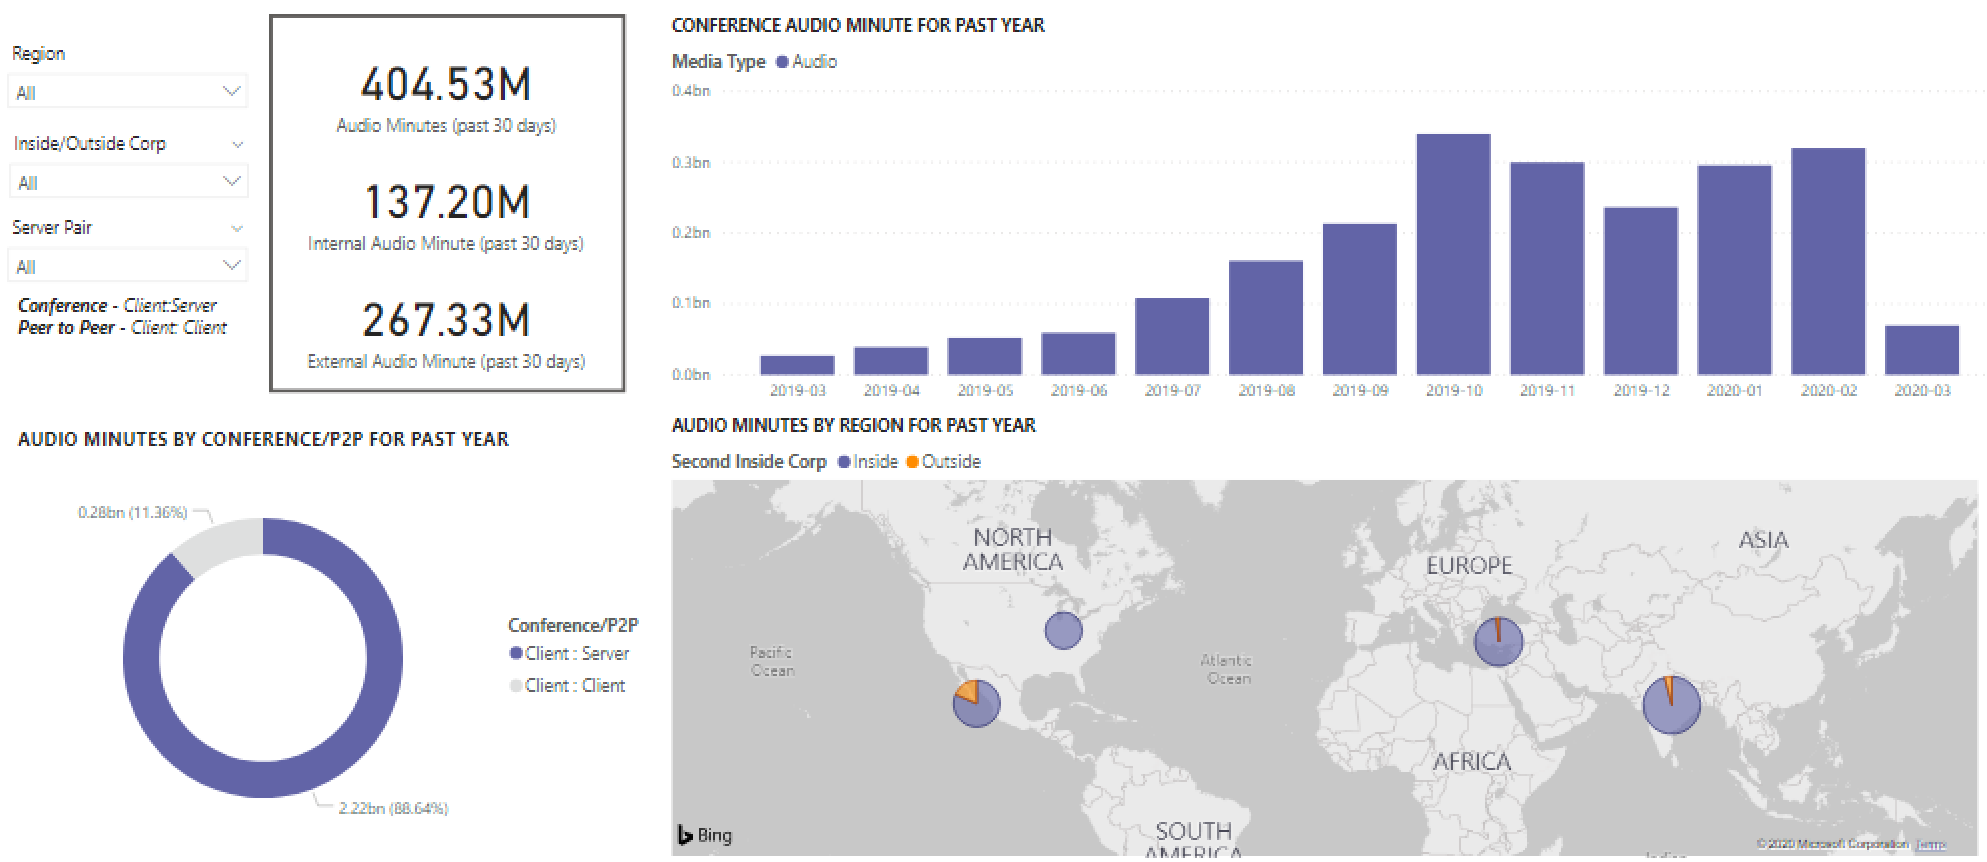 Region
All
Inside/Outside Corp
All
Server Pair
All
Conference - Client:Server
Peer to Peer - Client: Client
404.53M
Audio Minutes (past 30 days)
137.20M
Internal Audio Minute (past 30 days)
267.33M
External Audio Minute (past 30 days)
CONFERENCE AUDIO MINUTE FOR PAST YEAR
Media Type Audio
0.4bn
0.3bn
0.2bn
0.1bn
0.0bn
2019-03 2019-04 2019-05 2019-06 2019-07 2019-08 2019-09 2019-10 2019-11 2019-12 2020-01 2020-02 2020-03
AUDIO MINUTES BY CONFERENCE/P2P FOR PAST YEAR
0.28bn (11.36%)
2.22bn (88.64%)
Conference/P2P
Client : Server
Client : Client
AUDIO MINUTES BY REGION FOR PAST YEAR
Second Inside Corp Inside Outside
NORTH
AMERICA
EUROPE
ASIA
Pacific
Ocean
Atlantic
Ocean
AFRICA
SOUTH
AMERICA
Bing
© 2020 Microsoft Corporation Terms